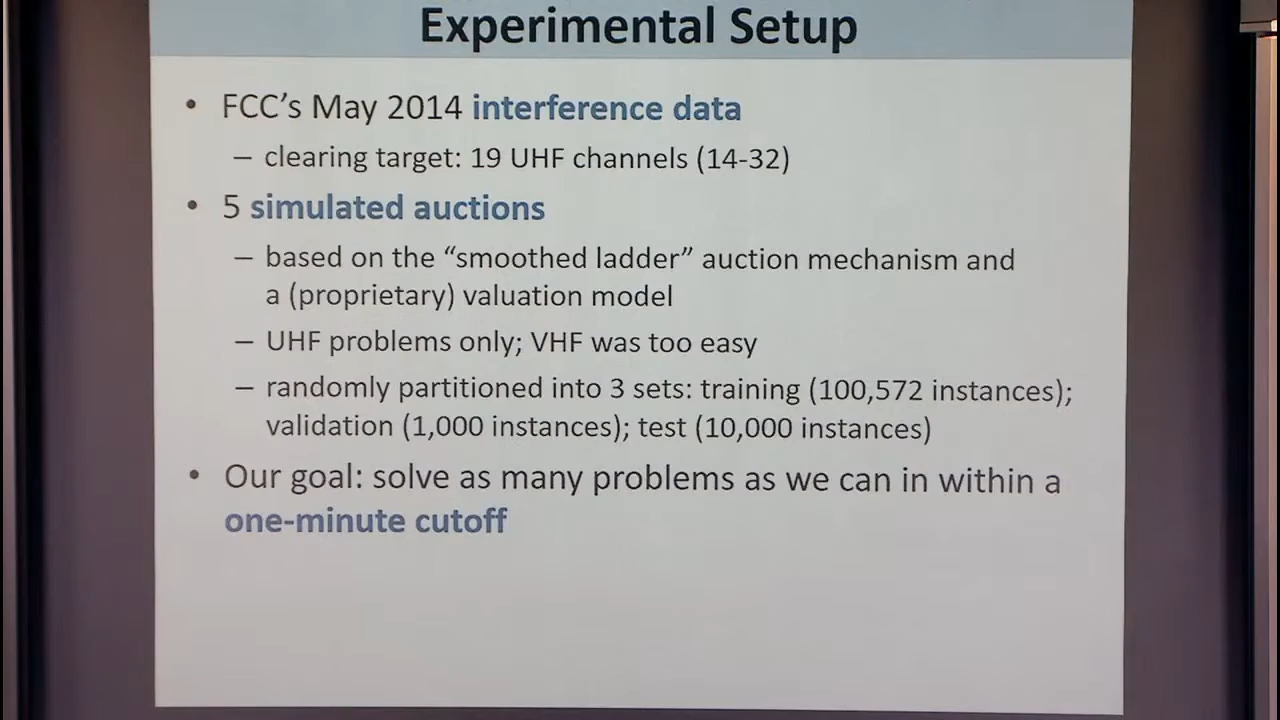 Experimental Setup
• FCC's May 2014 interference data
– clearing target: 19 UHF channels (14-32)
• 5 simulated auctions
– based on the “smoothed ladder” auction mechanism and
a (proprietary) valuation model
– UHF problems only; VHF was too easy
– randomly partitioned into 3 sets: training (100,572 instances);
validation (1,000 instances); test (10,000 instances)
• Our goal: solve as many problems as we can in within a
one-minute cutoff